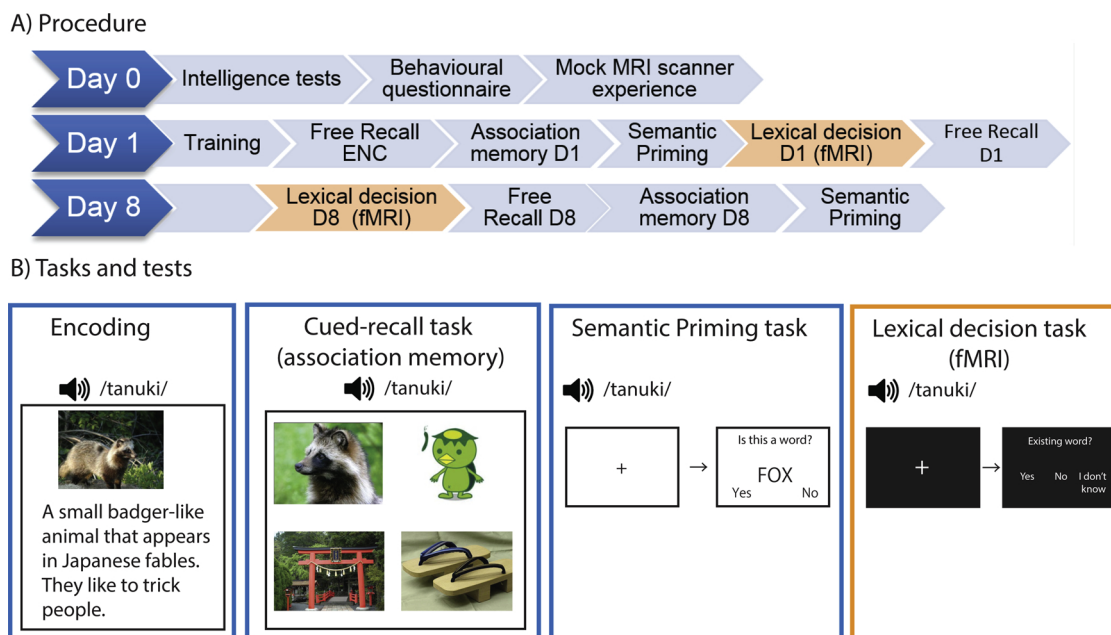 A) Procedure
Day 0
Intelligence tests
Behavioural
questionnaire
Mock MRI scanner
experience
Day 1
Training
Free Recall
ENC
Association
memory D1
Semantic
Priming
Lexical decision
D1 (fMRI)
Free Recall
D1
Day 8
Lexical decision
D8 (fMRI)
Free
Recall D8
Association
memory D8
Semantic
Priming
B) Tasks and tests
Encoding
/tanuki/
A small badger-like
animal that appears
in Japanese fables.
They like to trick
people.
Cued-recall task
(association memory)
/tanuki/
Semantic Priming task
/tanuki/
+
Is this a word?
FOX
Yes No
Lexical decision task
(fMRI)
/tanuki/
+
Existing word?
Yes No I don't
know